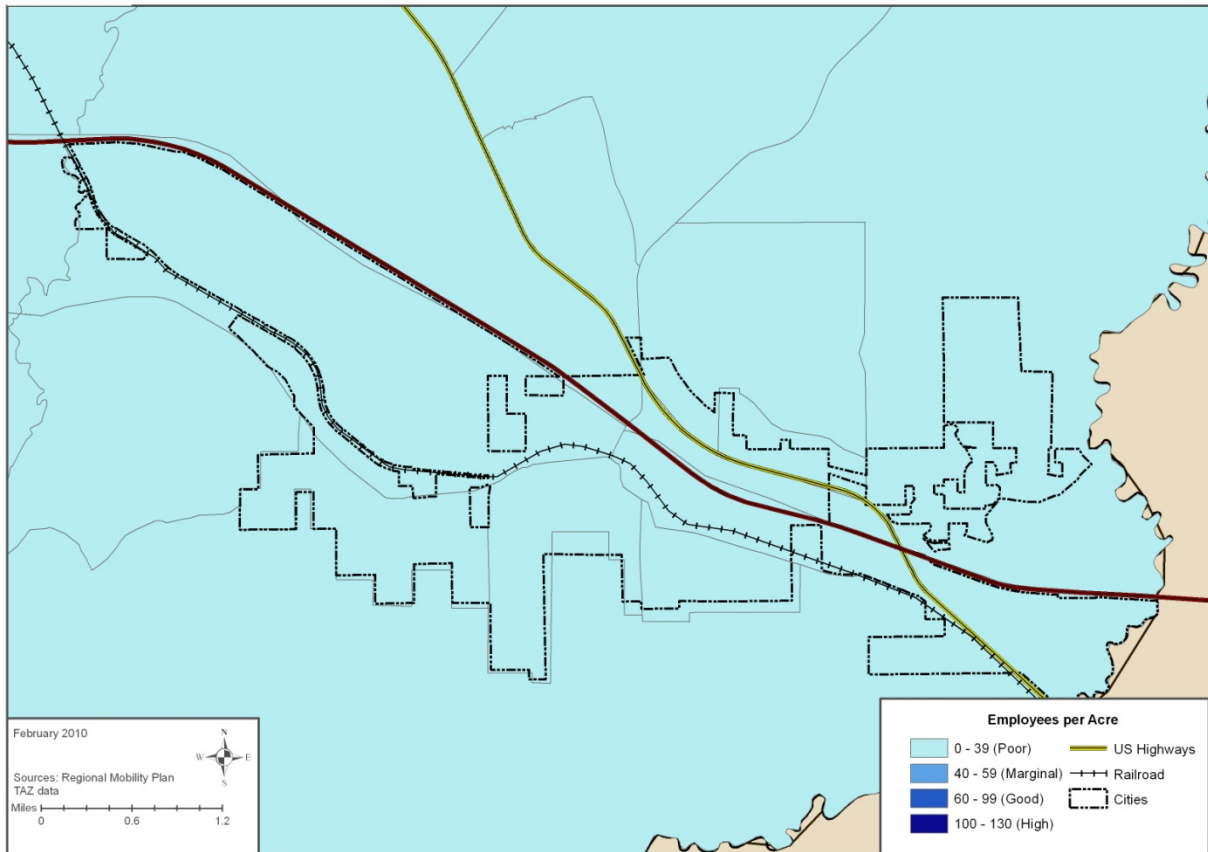 February 2010
N
W E
S
Sources: Regional Mobility Plan
TAZ data
Miles
0 0.6 1.2
Employees per Acre
0 - 39 (Poor)
40 - 59 (Marginal)
60 - 99 (Good)
100 - 130 (High)
US Highways
Railroad
Cities